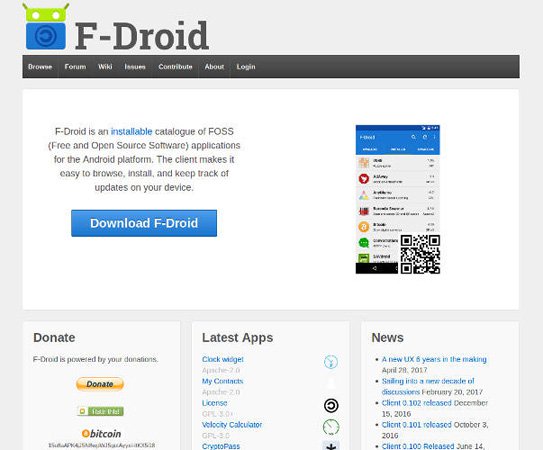 F-Droid
Browse Forum Wiki Issues Contribute About Login
F-Droid is an installable catalogue of FOSS
(Free and Open Source Software) applications
for the Android platform. The client makes it
easy to browse, install, and keep track of
updates on your device.
Download F-Droid
F-Droid
AdAway
AnyMemo
Bitcoin
Conversations
Donate
F-Droid is powered by your donations.
Donate
bitcoin
Latest Apps
Clock widget
Apache-2.0
My Contacts
Apache-2.0
License
GPL-3.0+
Velocity Calculator
GPL-3.0
CryptoPass
News
A new UX 6 years in the making
April 28, 2017
Sailing into a new decade of
discussions February 20, 2017
Client 0.102 released December
15, 2016
Client 0.101 released October 3,
2016
Client 0.100 Released June 14,